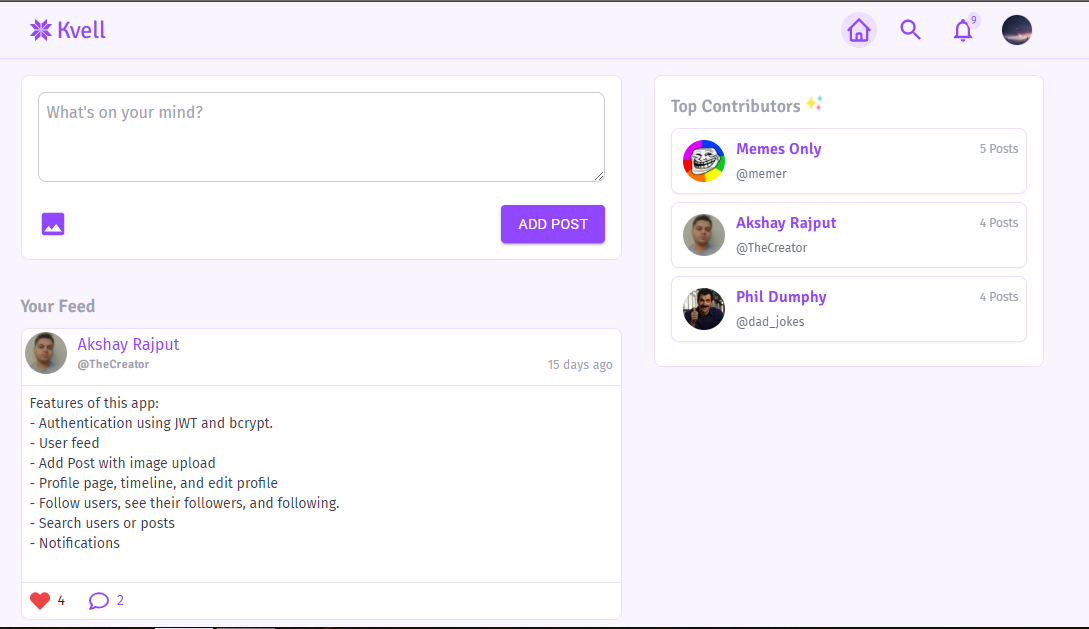 Kvell
9
What's on your mind?
ADD POST
Your Feed
Akshay Rajput
@TheCreator
15 days ago
Features of this app:
- Authentication using JWT and bcrypt.
- User feed
- Add Post with image upload
- Profile page, timeline, and edit profile
- Follow users, see their followers, and following.
- Search users or posts
- Notifications
4
2
Top Contributors
Memes Only
5 Posts
@memer
Akshay Rajput
4 Posts
@TheCreator
Phil Dumphy
4 Posts
@dad_jokes